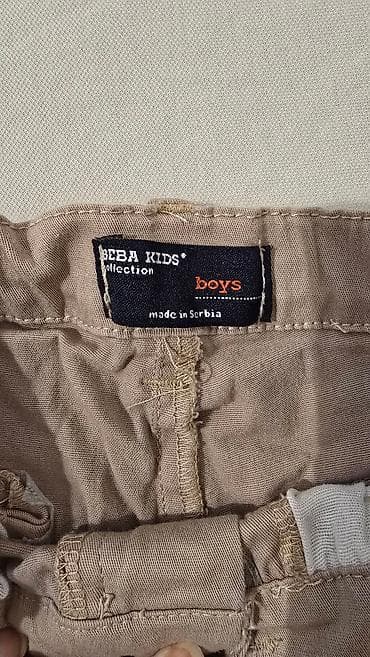 BEBA KIDS*
collection
boys
made in Serbia